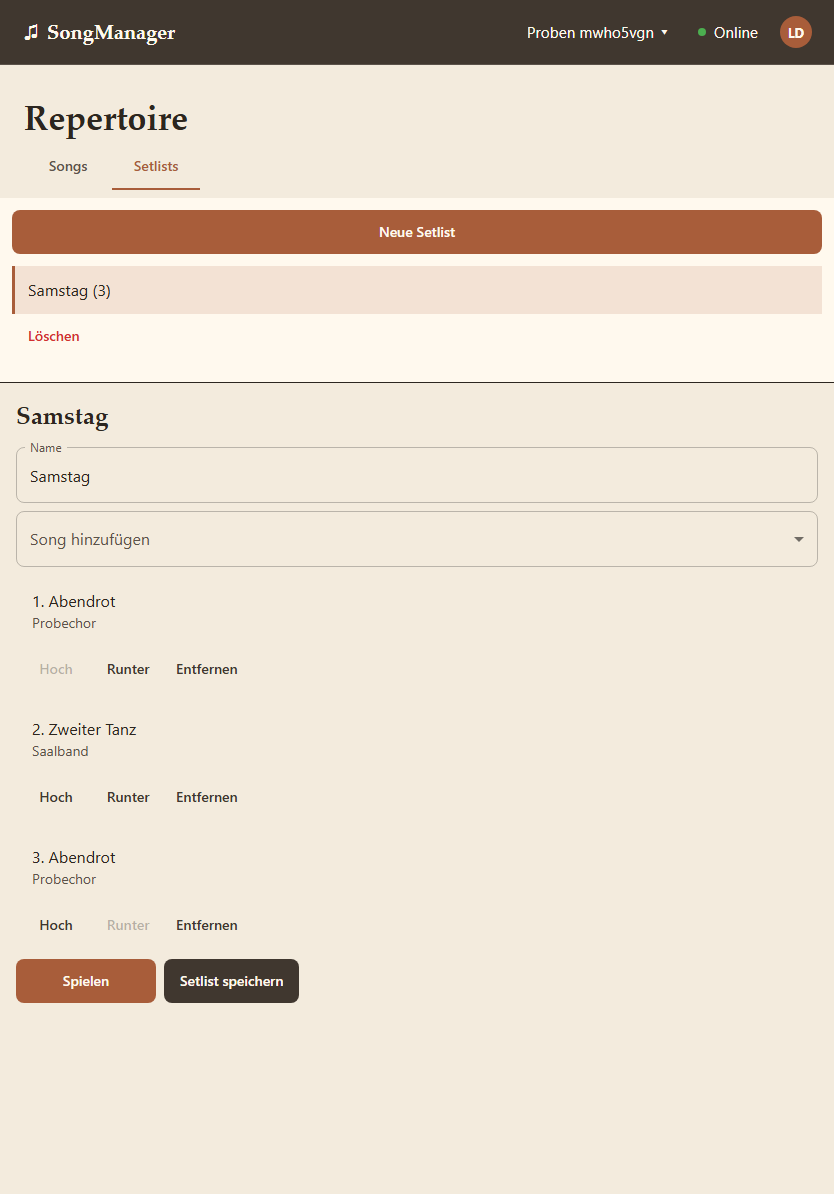 SongManager
Proben mwho5vgn
Online
LD
Repertoire
Songs
Setlists
Neue Setlist
Samstag (3)
Löschen
Samstag
Name
Samstag
Song hinzufügen
1. Abendrot
Probechor
Hoch Runter Entfernen
2. Zweiter Tanz
Saalband
Hoch Runter Entfernen
3. Abendrot
Probechor
Hoch Runter Entfernen
Spielen
Setlist speichern